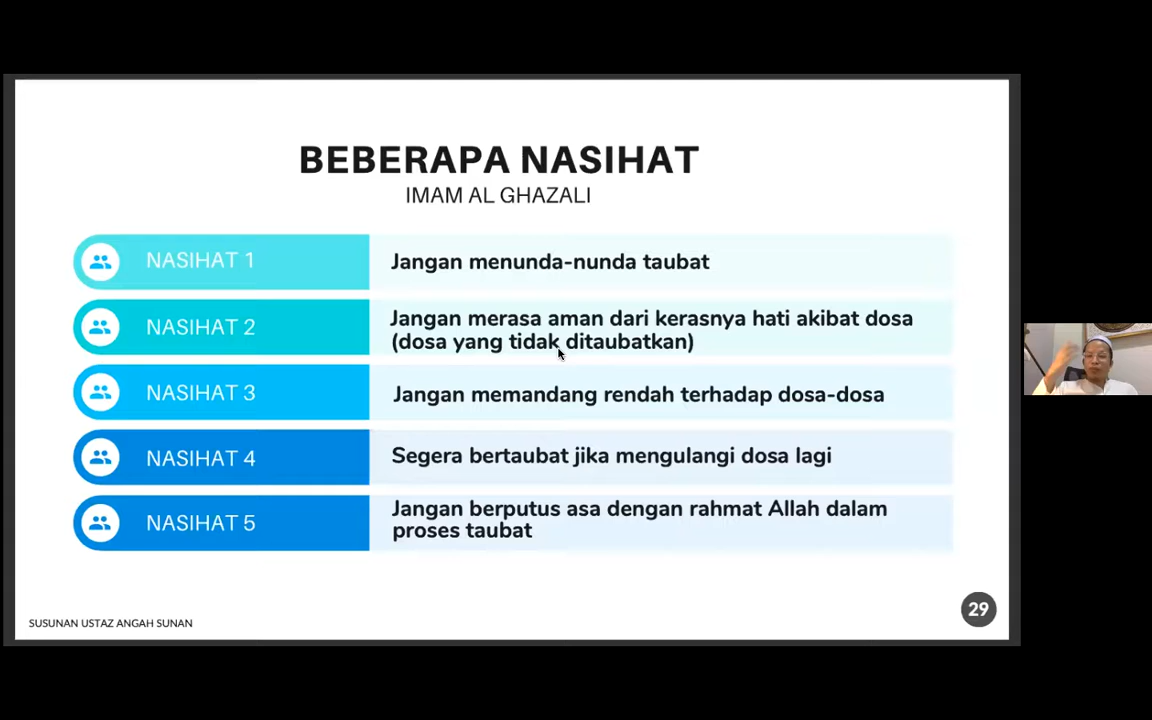 BEBERAPA NASIHAT
IMAM AL GHAZALI
NASIHAT 1
Jangan menunda-nunda taubat
NASIHAT 2
Jangan merasa aman dari kerasnya hati akibat dosa
(dosa yang tidak ditaubatkan)
NASIHAT 3
Jangan memandang rendah terhadap dosa-dosa
NASIHAT 4
Segera bertaubat jika mengulangi dosa lagi
NASIHAT 5
Jangan berputus asa dengan rahmat Allah dalam
proses taubat
SUSUNAN USTAZ ANGAH SUNAN
29